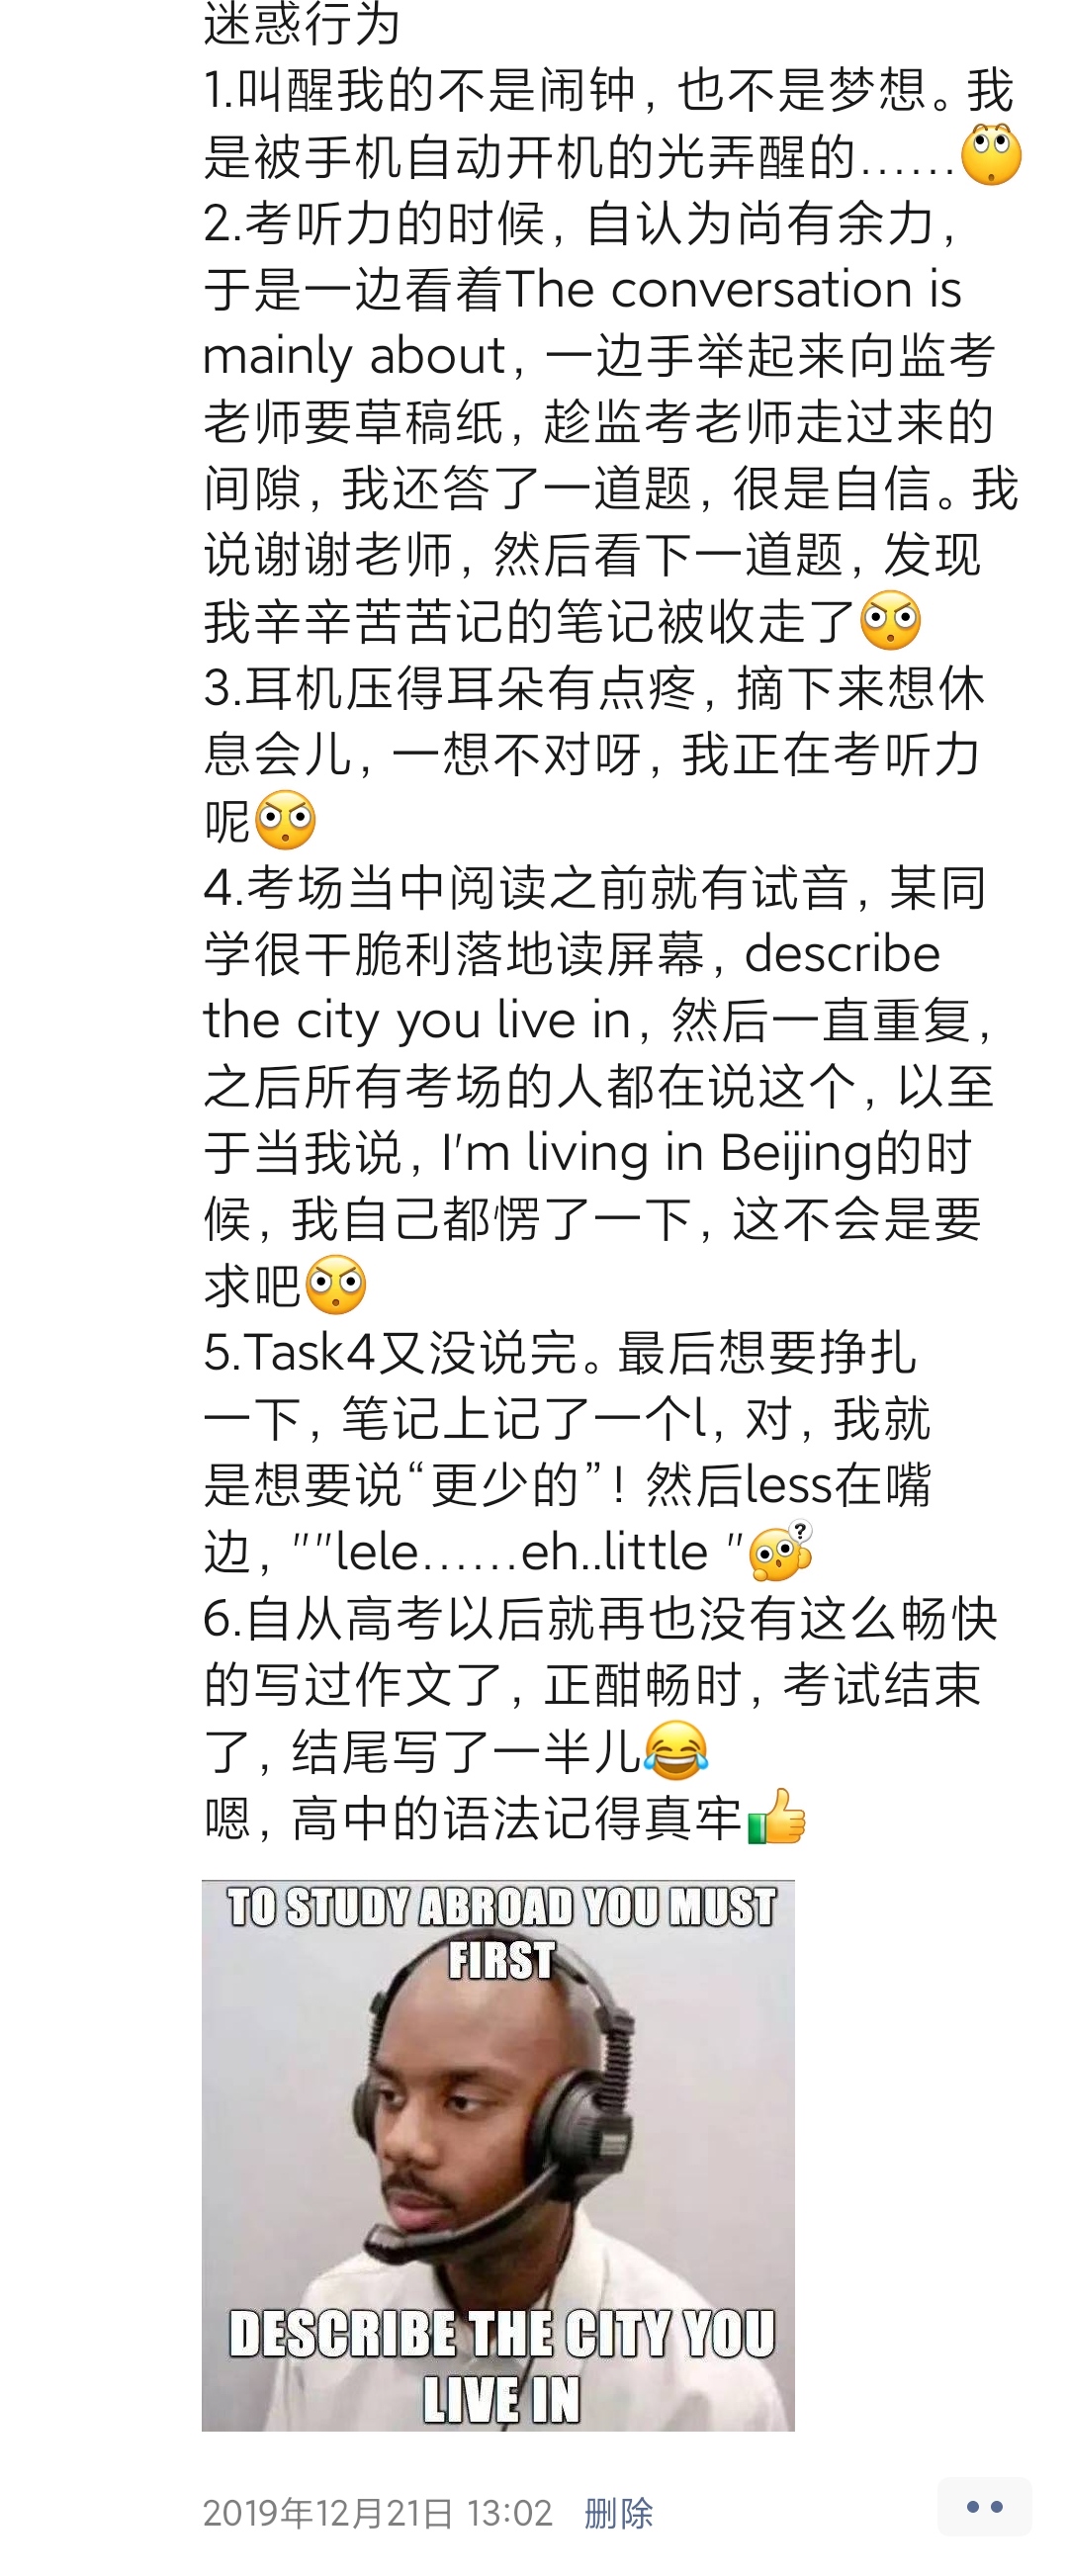 迷惑行为
1.叫醒我的不是闹钟，也不是梦想。我
是被手机自动开机的光弄醒的……
2.考听力的时候，自认为尚有余力，
于是一边看着The conversation is
mainly about，一边手举起来向监考
老师要草稿纸，趁监考老师走过来的
间隙，我还答了一道题，很是自信。我
说谢谢老师，然后看下一道题，发现
我辛辛苦苦记的笔记被收走了
3.耳机压得耳朵有点疼，摘下来想休
息会儿，一想不对呀，我正在考听力
呢
4.考场当中阅读之前就有试音，某同
学很干脆利落地读屏幕，describe
the city you live in，然后一直重复，
之后所有考场的人都在说这个，以至
于当我说，I'm living in Beijing的时
候，我自己都愣了一下，这不会是要
求吧
5.Task4又没说完。最后想要挣扎
一下，笔记上记了一个l，对，我就
是想要说“更少的”！然后less在嘴
边，""lele……eh..little "
6.自从高考以后就再也没有这么畅快
的写过作文了，正酣畅时，考试结束
了，结尾写了一半儿
嗯，高中的语法记得真牢
TO STUDY ABROAD YOU MUST
FIRST
DESCRIBE THE CITY YOU
LIVE IN
2019年12月21日 13:02 删除